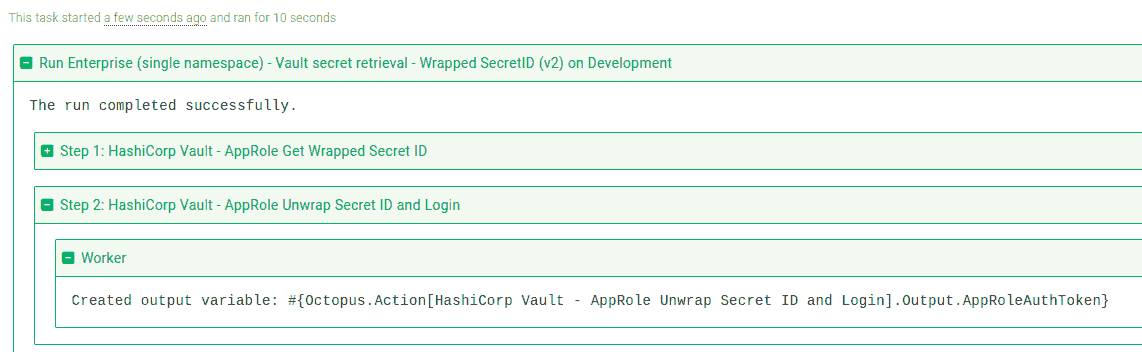 This task started a few seconds ago and ran for 10 seconds
Run Enterprise (single namespace) - Vault secret retrieval - Wrapped SecretID (v2) on Development
The run completed successfully.
Step 1: HashiCorp Vault - AppRole Get Wrapped Secret ID
Step 2: HashiCorp Vault - AppRole Unwrap Secret ID and Login
Worker
Created output variable: #{Octopus.Action[HashiCorp Vault - AppRole Unwrap Secret ID and Login].Output.AppRoleAuthToken}